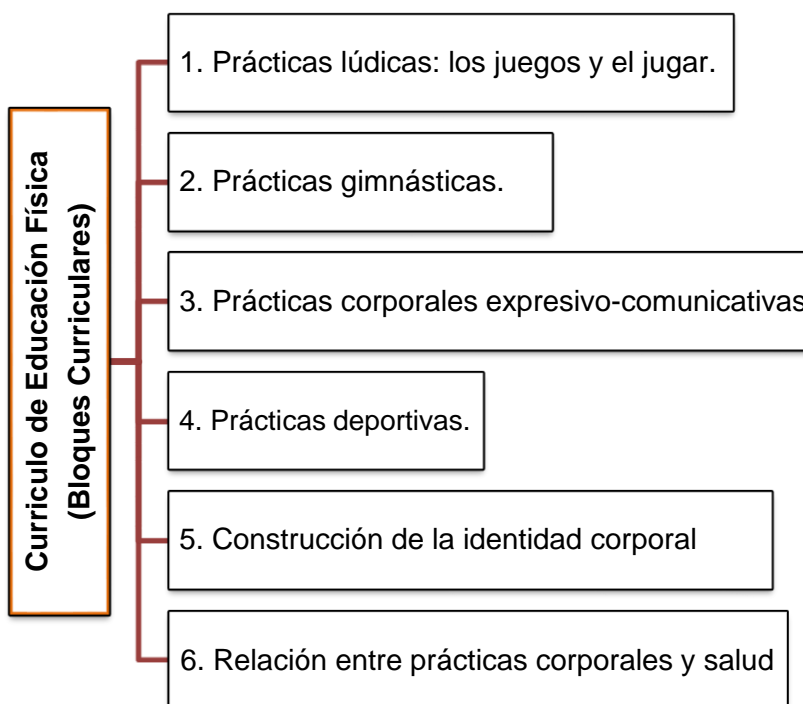 Curriculo de Educación Física
(Bloques Curriculares)
1. Prácticas lúdicas: los juegos y el jugar.
2. Prácticas gimnásticas.
3. Prácticas corporales expresivo-comunicativas
4. Prácticas deportivas.
5. Construcción de la identidad corporal
6. Relación entre prácticas corporales y salud